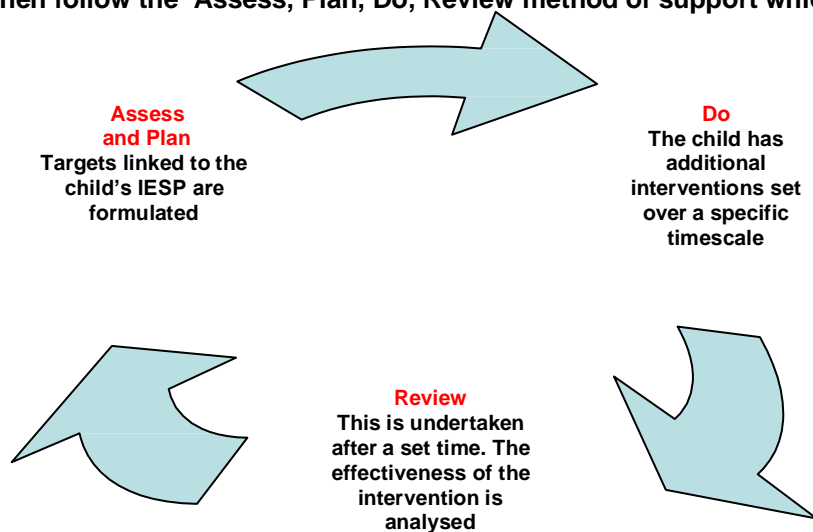 then follow the 'Assess, Plan, Do, Review method of support
Assess
and Plan
Targets linked to the
child's IESP are
formulated
Do
The child has
additional
interventions set
over a specific
timescale
Review
This is undertaken
after a set time. The
effectiveness of the
intervention is
analysed